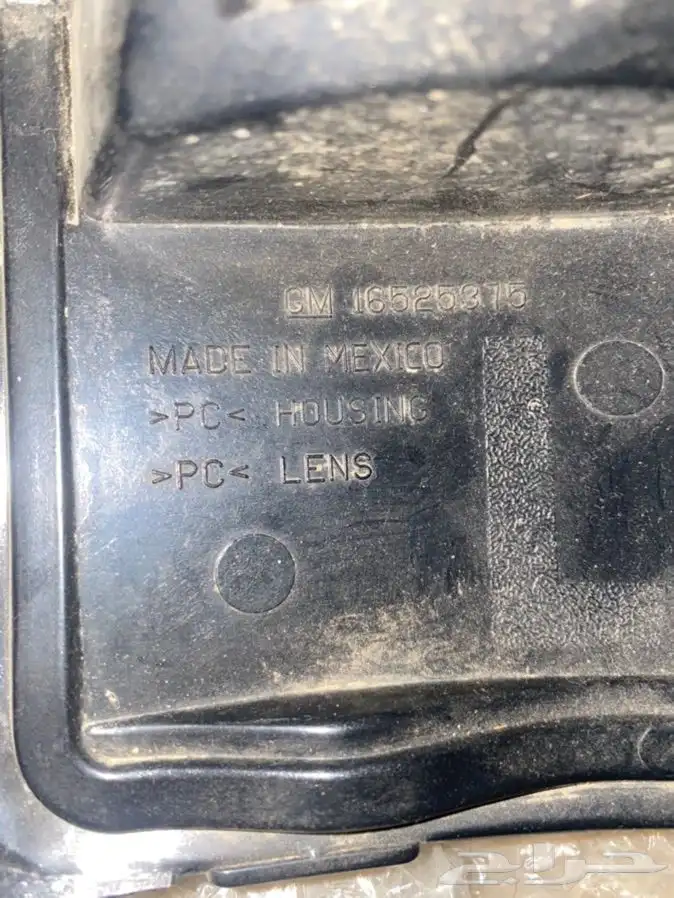 GM 16525375
MADE IN MEXICO
>PC< HOUSING
>PC< LENS
حراج